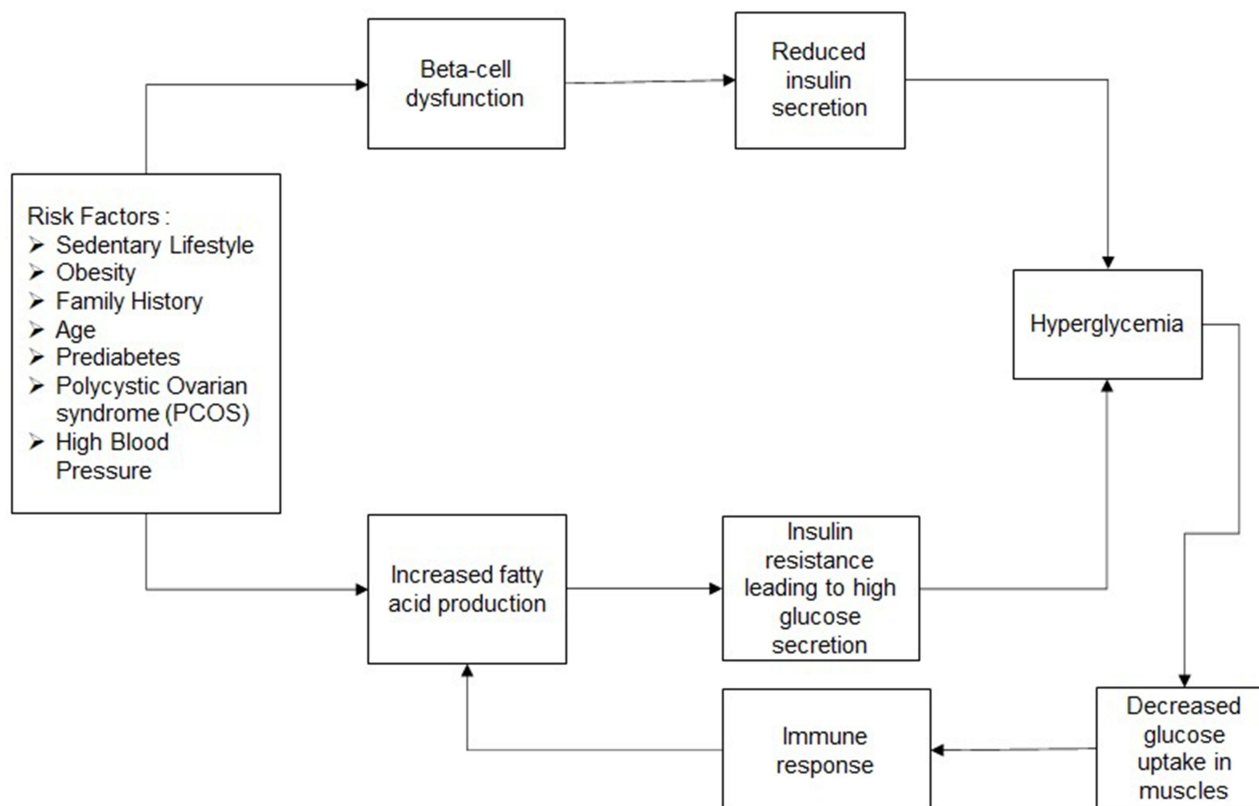 Beta-cell
dysfunction
Reduced
insulin
secretion
Risk Factors :
➢ Sedentary Lifestyle
➢ Obesity
➢ Family History
➢ Age
➢ Prediabetes
➢ Polycystic Ovarian
syndrome (PCOS)
➢ High Blood
Pressure
Hyperglycemia
Increased fatty
acid production
Insulin
resistance
leading to high
glucose
secretion
Immune
response
Decreased
glucose
uptake in
muscles